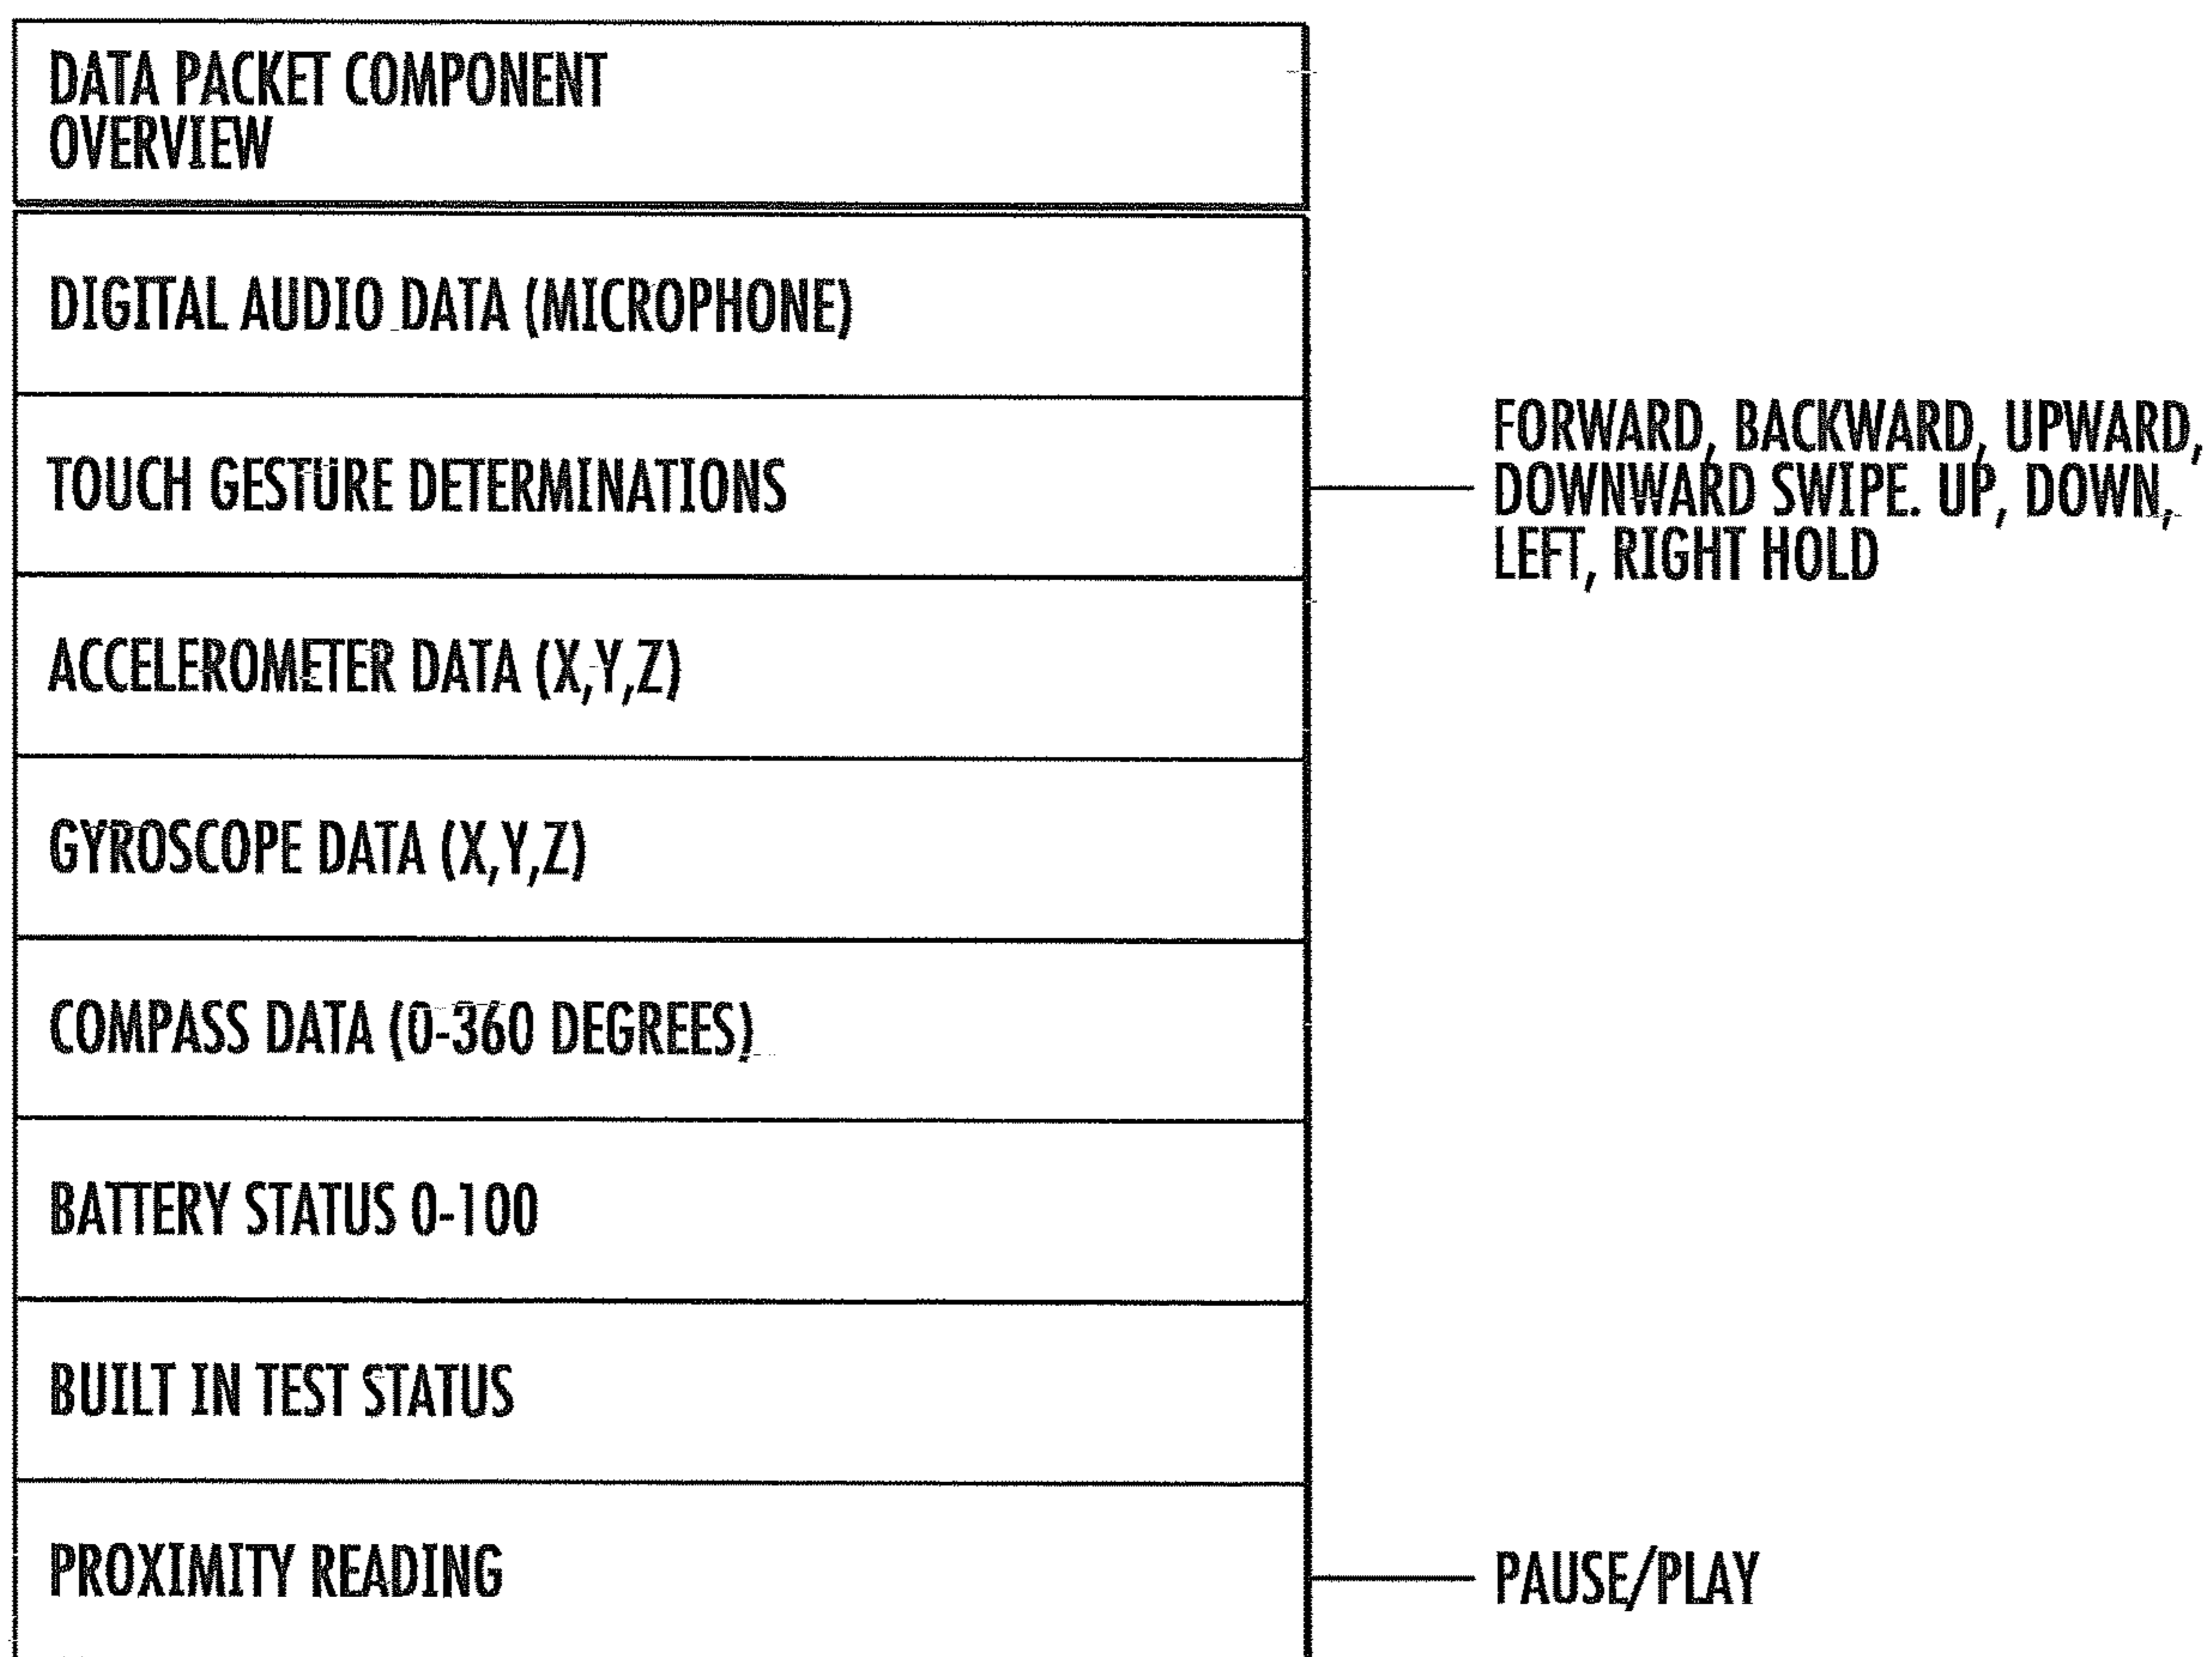 DATA PACKET COMPONENT
OVERVIEW
DIGITAL AUDIO DATA (MICROPHONE)
TOUCH GESTURE DETERMINATIONS
FORWARD, BACKWARD, UPWARD,
DOWNWARD SWIPE. UP, DOWN,
LEFT, RIGHT HOLD
ACCELEROMETER DATA (X,Y,Z)
GYROSCOPE DATA (X,Y,Z)
COMPASS DATA (0-360 DEGREES)
BATTERY STATUS 0-100
BUILT IN TEST STATUS
PROXIMITY READING
PAUSE/PLAY